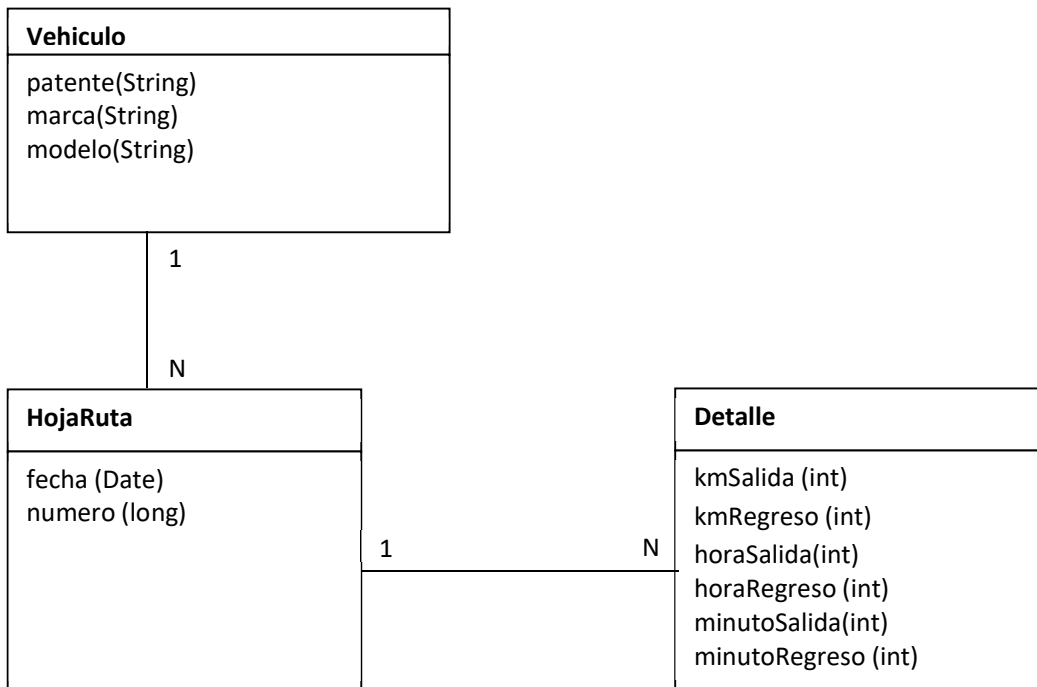 Vehiculo
patente(String)
marca(String)
modelo(String)
1
N
HojaRuta
fecha (Date)
numero (long)
1
N
Detalle
kmSalida (int)
kmRegreso (int)
horaSalida(int)
horaRegreso (int)
minutoSalida(int)
minutoRegreso (int)